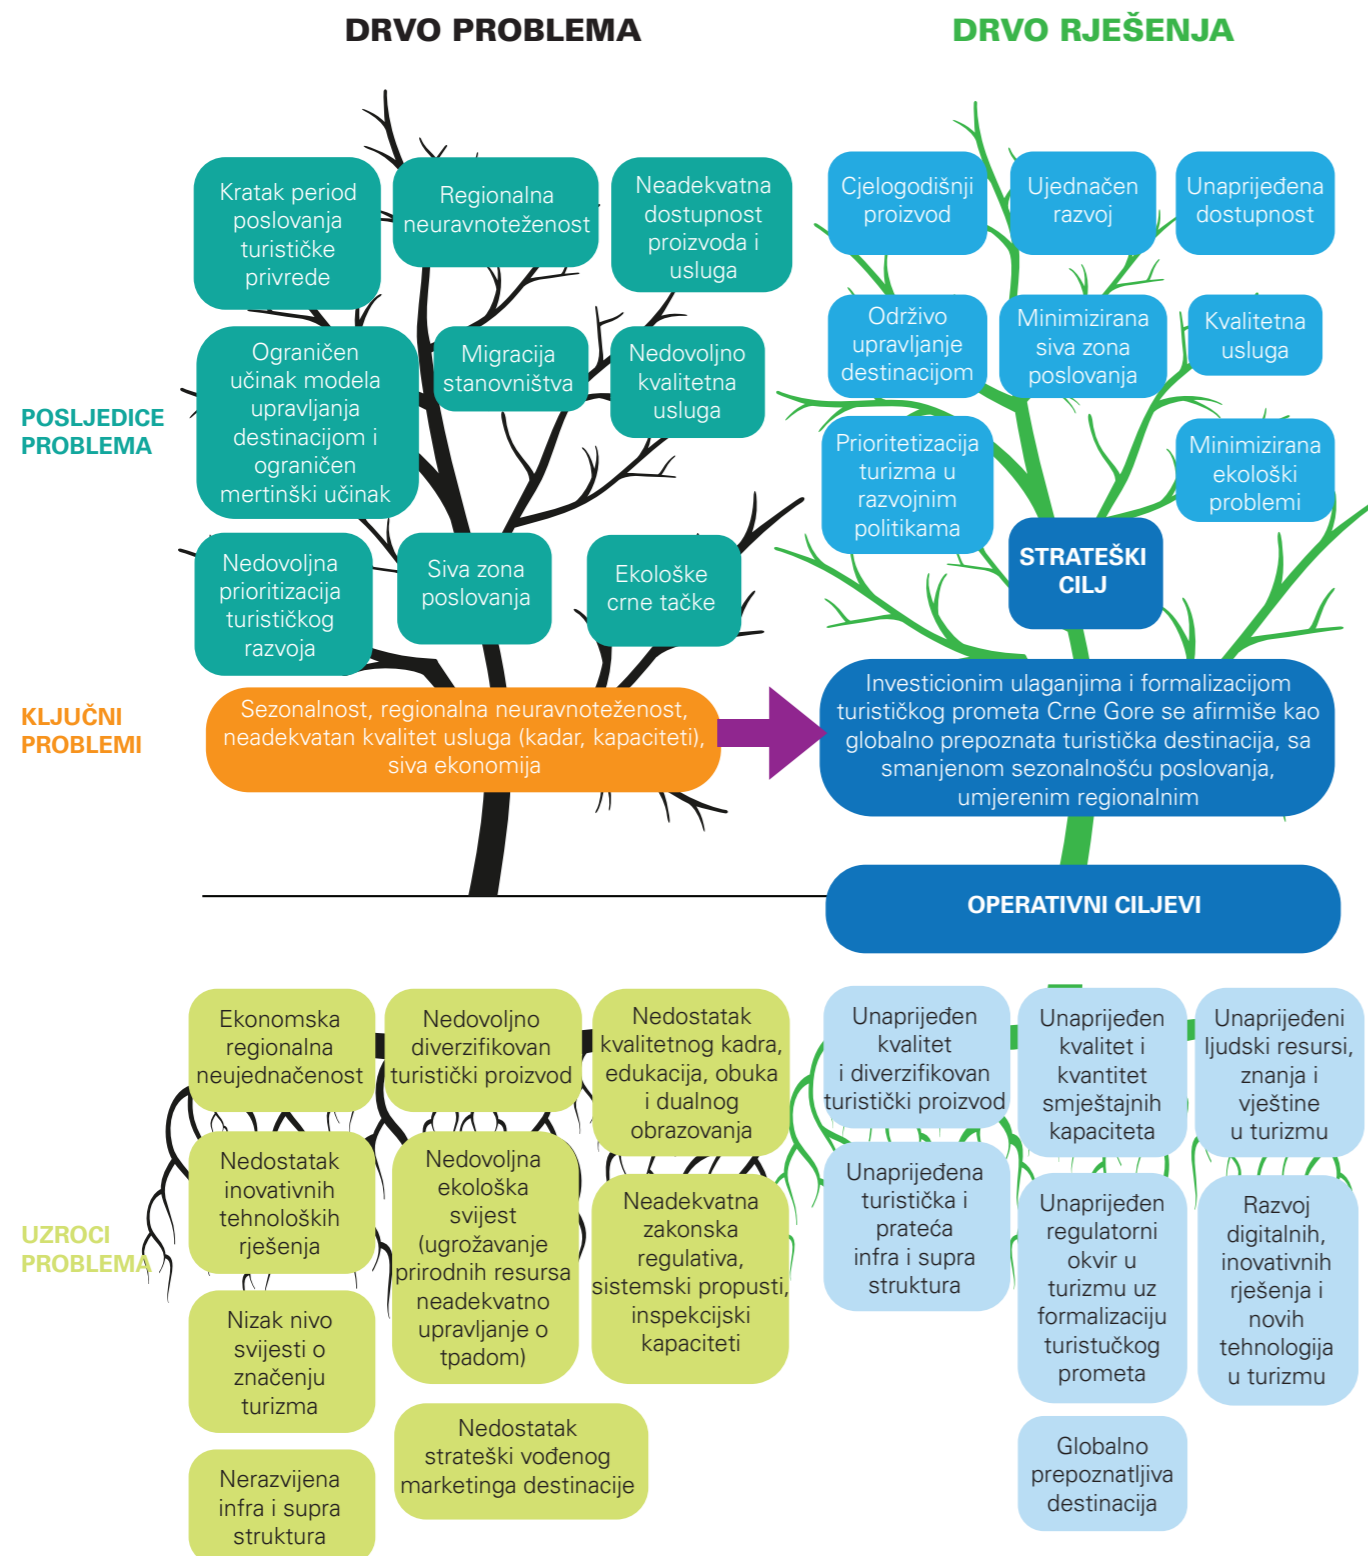 DRVO PROBLEMA
DRVO RJEŠENJA
Kratak period
poslovanja
turističke
privrede
Regionalna
neuravnoteženost
Neadekvatna
dostupnost
proizvoda i
usluga
Ograničen
učinak modela
upravljanja
destinacijom i
ograničen
mertinški učinak
Migracija
stanovništva
Nedovoljno
kvalitetna
usluga
POSLJEDICE
PROBLEMA
Nedovoljna
prioritizacija
turističkog
razvoja
Siva zona
poslovanja
Ekološke
crne tačke
Cjelogodišnji
proizvod
Ujednačen
razvoj
Unaprijeđena
dostupnost
Održivo
upravljanje
destinacijom
Minimizirana
siva zona
poslovanja
Kvalitetna
usluga
Prioritetizacija
turizma u
razvojnim
politikama
Minimizirana
ekološki
problemi
STRATEŠKI
CILJ
KLJUČNI
PROBLEMI
Sezonalnost, regionalna neuravnoteženost,
neadekvatan kvalitet usluga (kadar, kapaciteti),
siva ekonomija
Investicionim ulaganjima i formalizacijom
turističkog prometa Crne Gore se afirmiše kao
globalno prepoznata turistička destinacija, sa
smanjenom sezonalnošću poslovanja,
umjerenim regionalnim
OPERATIVNI CILJEVI
UZROCI
PROBLEMA
Ekonomska
regionalna
neujednačenost
Nedovoljno
diverzifikovan
turistički proizvod
Nedostatak
kvalitetnog kadra,
edukacija, obuka
i dualnog
obrazovanja
Nedostatak
inovativnih
tehnoloških
rješenja
Nedovoljna
ekološka
svijest
(ugrožavanje
prirodnih resursa
neadekvatno
upravljanje o
tpadom)
Neadekvatna
zakonska
regulativa,
sistemski propusti,
inspekcijski
kapaciteti
Nizak nivo
svijesti o
značenju
turizma
Nedostatak
strateški vođenog
marketinga destinacije
Nerazvijena
infra i supra
struktura
Unaprijeđen
kvalitet
i diverzifikovan
turistički proizvod
Unaprijeđen
kvalitet i
kvantitet
smještajnih
kapaciteta
Unaprijeđeni
ljudski resursi,
znanja i
vještine
u turizmu
Unaprijeđena
turistička i
prateća
infra i supra
struktura
Unaprijeđen
regulatorni
okvir u
turizmu uz
formalizaciju
turistučkog
prometa
Razvoj
digitalnih,
inovativnih
rješenja i
novih
tehnologija
u turizmu
Globalno
prepoznatljiva
destinacija